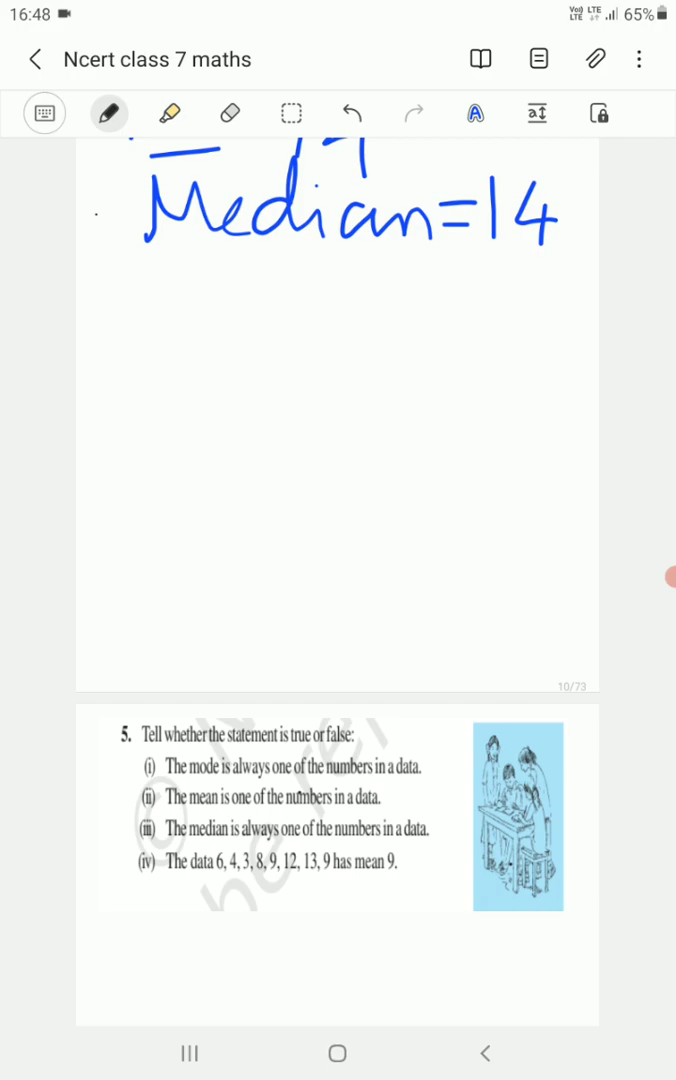 16:48 VoLTE LTE 65%
Ncert class 7 maths
Median=14
10/73
5. Tell whether the statement is true or false:
(i) The mode is always one of the numbers in a data.
(ii) The mean is one of the numbers in a data.
(iii) The median is always one of the numbers in a data.
(iv) The data 6, 4, 3, 8, 9, 12, 13, 9 has mean 9.